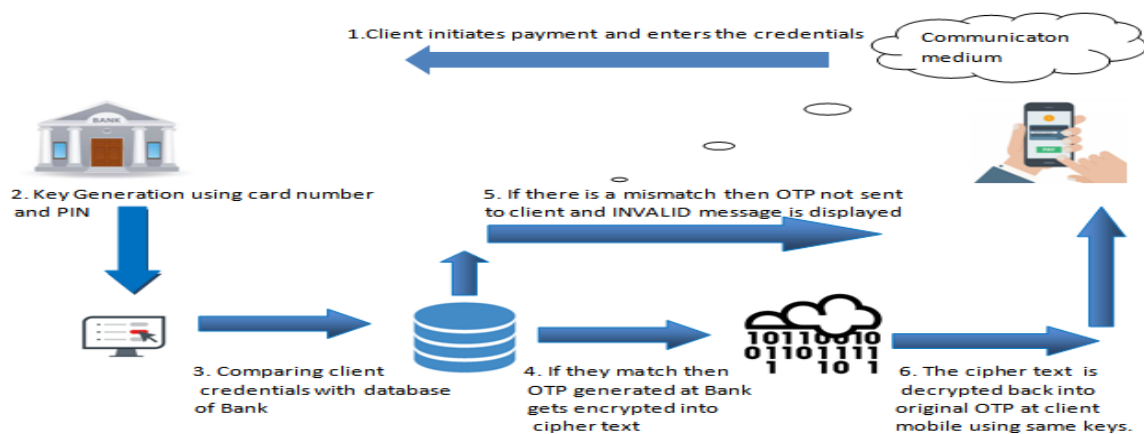 1.Client initiates payment and enters the credentials
Communicaton
medium
BANK
2. Key Generation using card number
and PIN
5. If there is a mismatch then OTP not sent
to client and INVALID message is displayed
PAY
3. Comparing client
credentials with database
of Bank
4. If they match then
OTP generated at Bank
gets encrypted into
cipher text
10110010
01101111
1 10 1
6. The cipher text is
decrypted back into
original OTP at client
mobile using same keys.